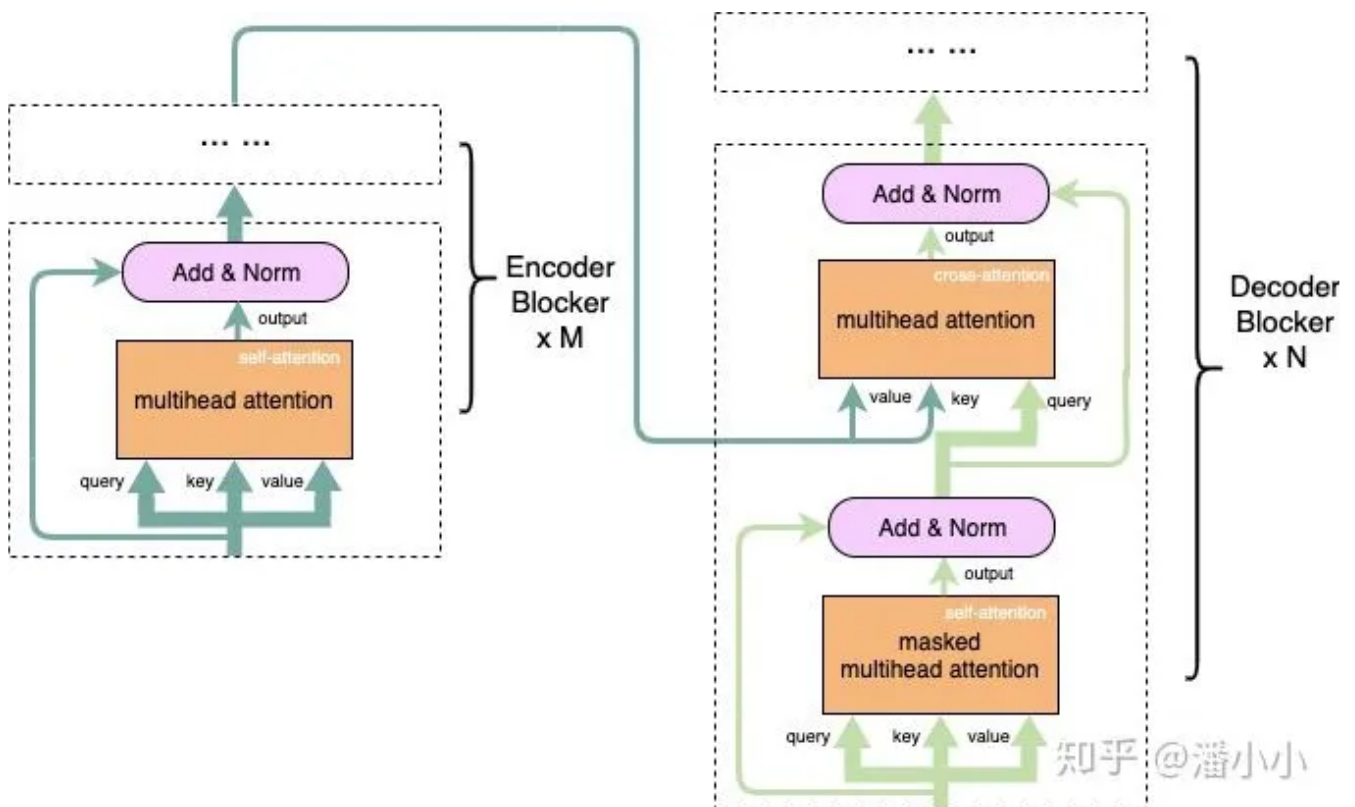 ... ...
Add & Norm
output
self-attention
multihead attention
query
key
value
Encoder
Blocker
x M
... ...
Add & Norm
output
cross-attention
multihead attention
value
key
query
Add & Norm
output
self-attention
masked
multihead attention
query
key
value
Decoder
Blocker
x N
知乎 @潘小小